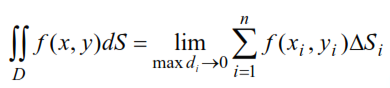 ∬_D f(x, y)dS = lim_{max d_i→0} ∑_{i=1}^{n} f(x_i, y_i)ΔS_i